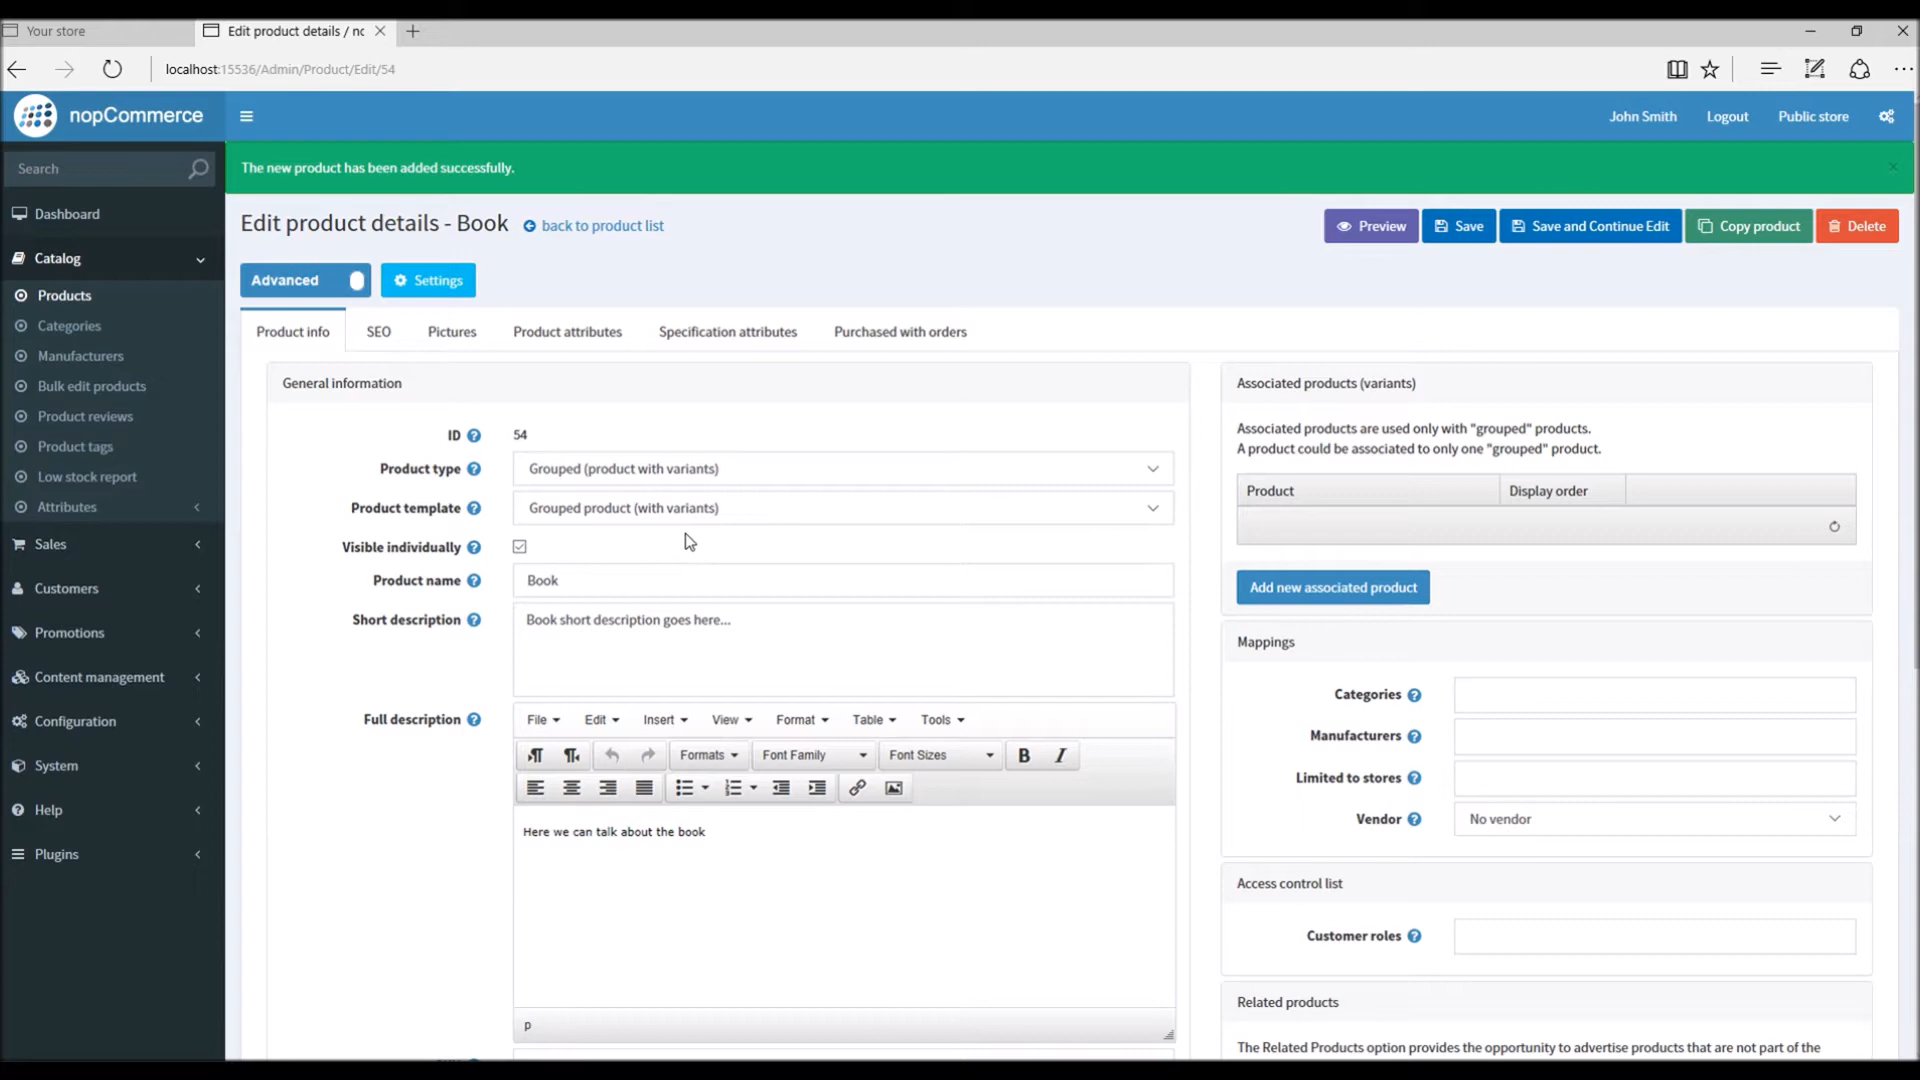 Your store
Edit product details / nc
localhost:15536/Admin/Product/Edit/54
nopCommerce
John Smith
Logout
Public store
Search
The new product has been added successfully.
Dashboard
Catalog
Products
Categories
Manufacturers
Bulk edit products
Product reviews
Product tags
Low stock report
Attributes
Sales
Customers
Promotions
Content management
Configuration
System
Help
Plugins
Edit product details - Book
back to product list
Preview
Save
Save and Continue Edit
Copy product
Delete
Advanced
Settings
Product info
SEO
Pictures
Product attributes
Specification attributes
Purchased with orders
General information
ID
54
Product type
Grouped (product with variants)
Product template
Grouped product (with variants)
Visible individually
Product name
Book
Short description
Book short description goes here...
Full description
File
Edit
Insert
View
Format
Table
Tools
Formats
Font Family
Font Sizes
B
I
Here we can talk about the book
p
Associated products (variants)
Associated products are used only with "grouped" products.
A product could be associated to only one "grouped" product.
Product
Display order
Add new associated product
Mappings
Categories
Manufacturers
Limited to stores
Vendor
No vendor
Access control list
Customer roles
Related products
The Related Products option provides the opportunity to advertise products that are not part of the